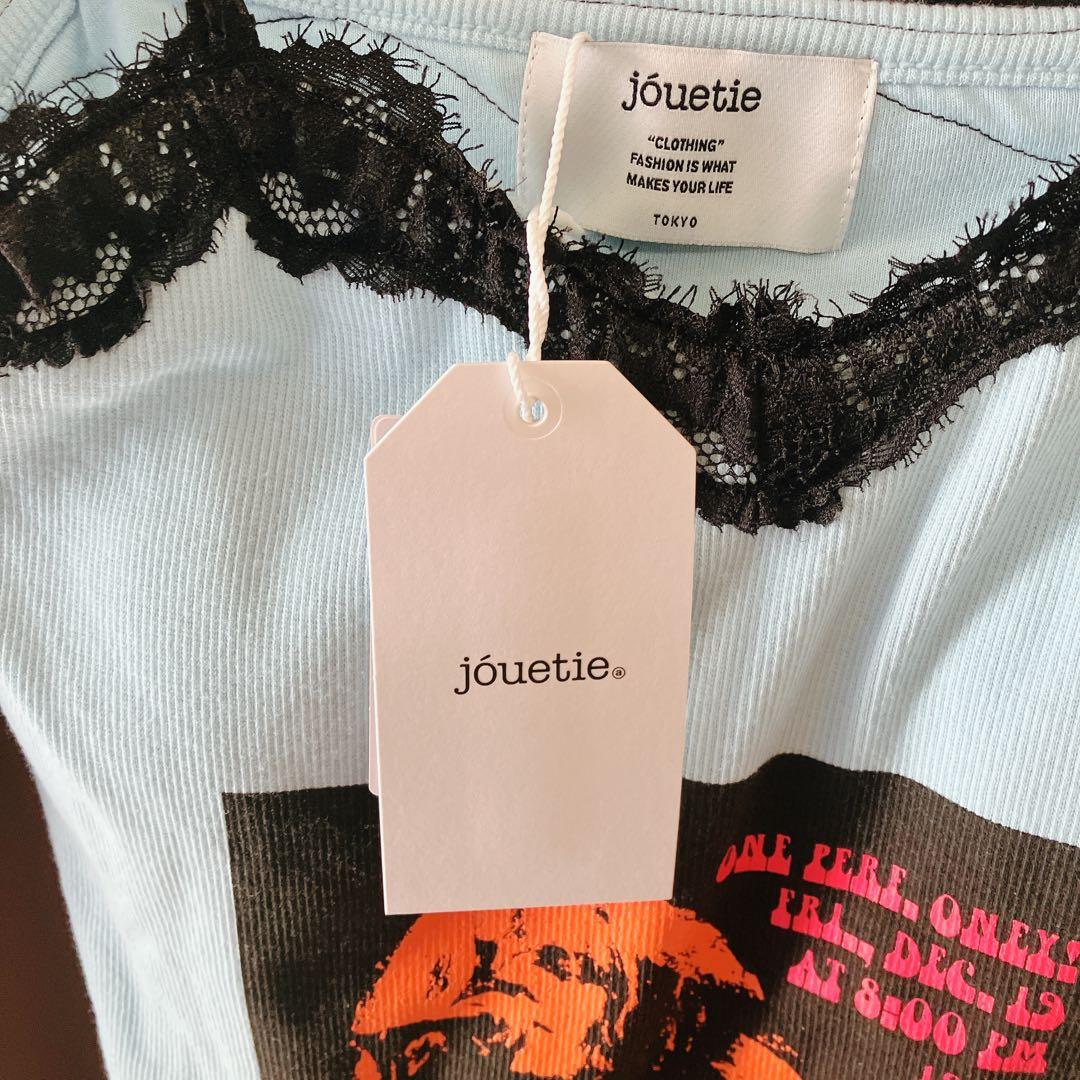 jóuetie
“CLOTHING”
FASHION IS WHAT
MAKES YOUR LIFE
TOKYO
jóuetie®
ONE PERF. ONLY!
FRI., DEC. 19
AT 8:00 PM